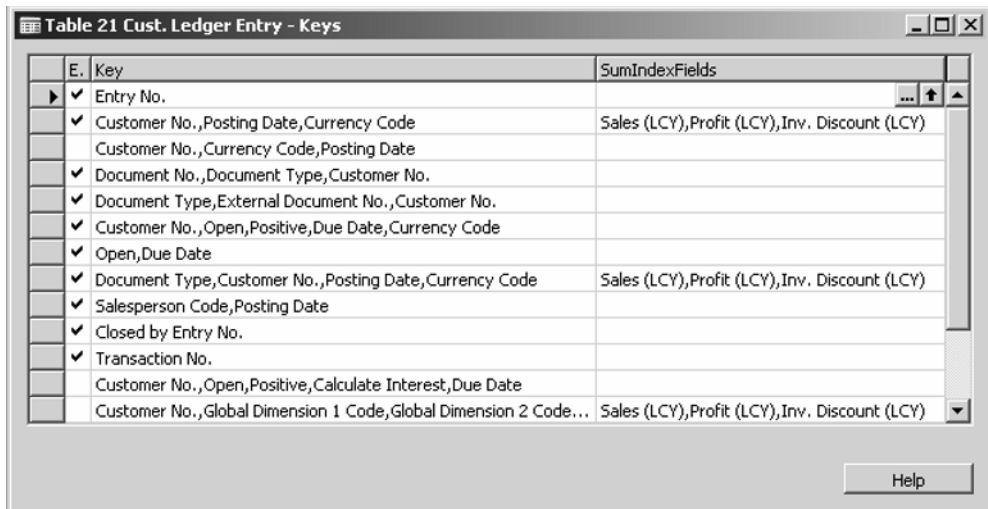 Table 21 Cust. Ledger Entry - Keys
E. Key SumIndexFields
Entry No. ...
Customer No.,Posting Date,Currency Code Sales (LCY),Profit (LCY),Inv. Discount (LCY)
Customer No.,Currency Code,Posting Date
Document No.,Document Type,Customer No.
Document Type,External Document No.,Customer No.
Customer No.,Open,Positive,Due Date,Currency Code
Open,Due Date
Document Type,Customer No.,Posting Date,Currency Code Sales (LCY),Profit (LCY),Inv. Discount (LCY)
Salesperson Code,Posting Date
Closed by Entry No.
Transaction No.
Customer No.,Open,Positive,Calculate Interest,Due Date
Customer No.,Global Dimension 1 Code,Global Dimension 2 Code... Sales (LCY),Profit (LCY),Inv. Discount (LCY)
Help